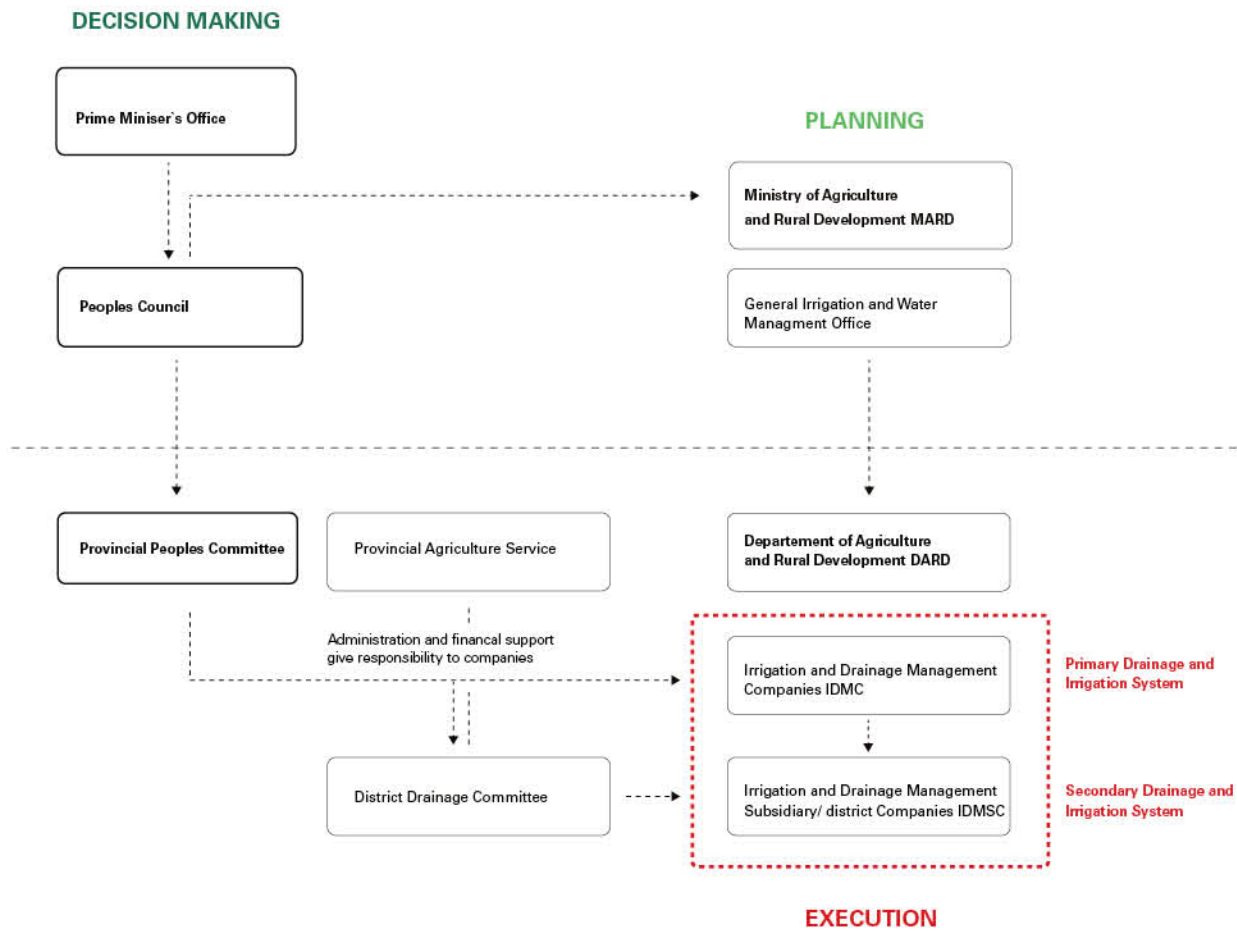 DECISION MAKING
Prime Miniser`s Office
PLANNING
Ministry of Agriculture
and Rural Development MARD
Peoples Council
General Irrigation and Water
Managment Office
Provincial Peoples Committee
Provincial Agriculture Service
Departement of Agriculture
and Rural Development DARD
Administration and financal support
give responsibility to companies
Irrigation and Drainage Management
Companies IDMC
Primary Drainage and
Irrigation System
District Drainage Committee
Irrigation and Drainage Management
Subsidiary/ district Companies IDMSC
Secondary Drainage and
Irrigation System
EXECUTION